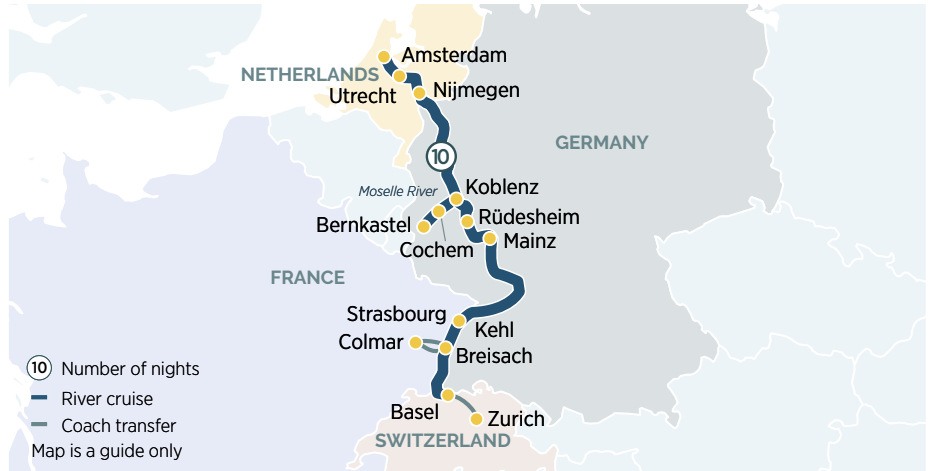 Amsterdam
NETHERLANDS
Utrecht
Nijmegen
GERMANY
10
Koblenz
Moselle River
Rüdesheim
Bernkastel
Mainz
Cochem
FRANCE
Strasbourg
Kehl
Colmar
Breisach
10 Number of nights
River cruise
Basel
Zurich
Coach transfer
SWITZERLAND
Map is a guide only